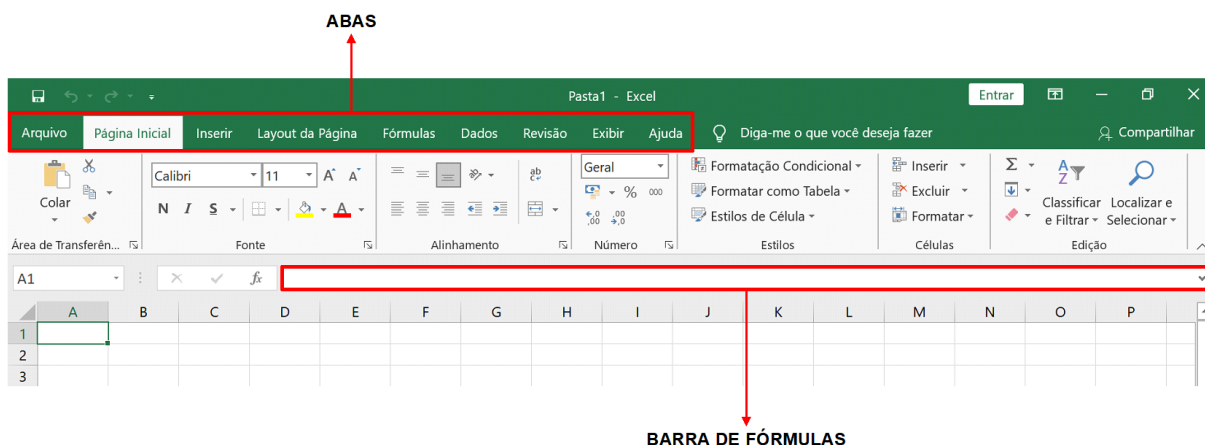 ABAS
Pasta1 - Excel
Entrar
Arquivo Página Inicial Inserir Layout da Página Fórmulas Dados Revisão Exibir Ajuda Diga-me o que você deseja fazer Compartilhar
Colar
Calibri 11
N I S
A
Geral
% 000
Formatação Condicional
Formatar como Tabela
Estilos de Célula
Inserir
Excluir
Formatar
Classificar e Filtrar
Localizar e Selecionar
Área de Transferên... Fonte Alinhamento Número Estilos Células Edição
A1 fx
A B C D E F G H I J K L M N O P
1
2
3
BARRA DE FÓRMULAS